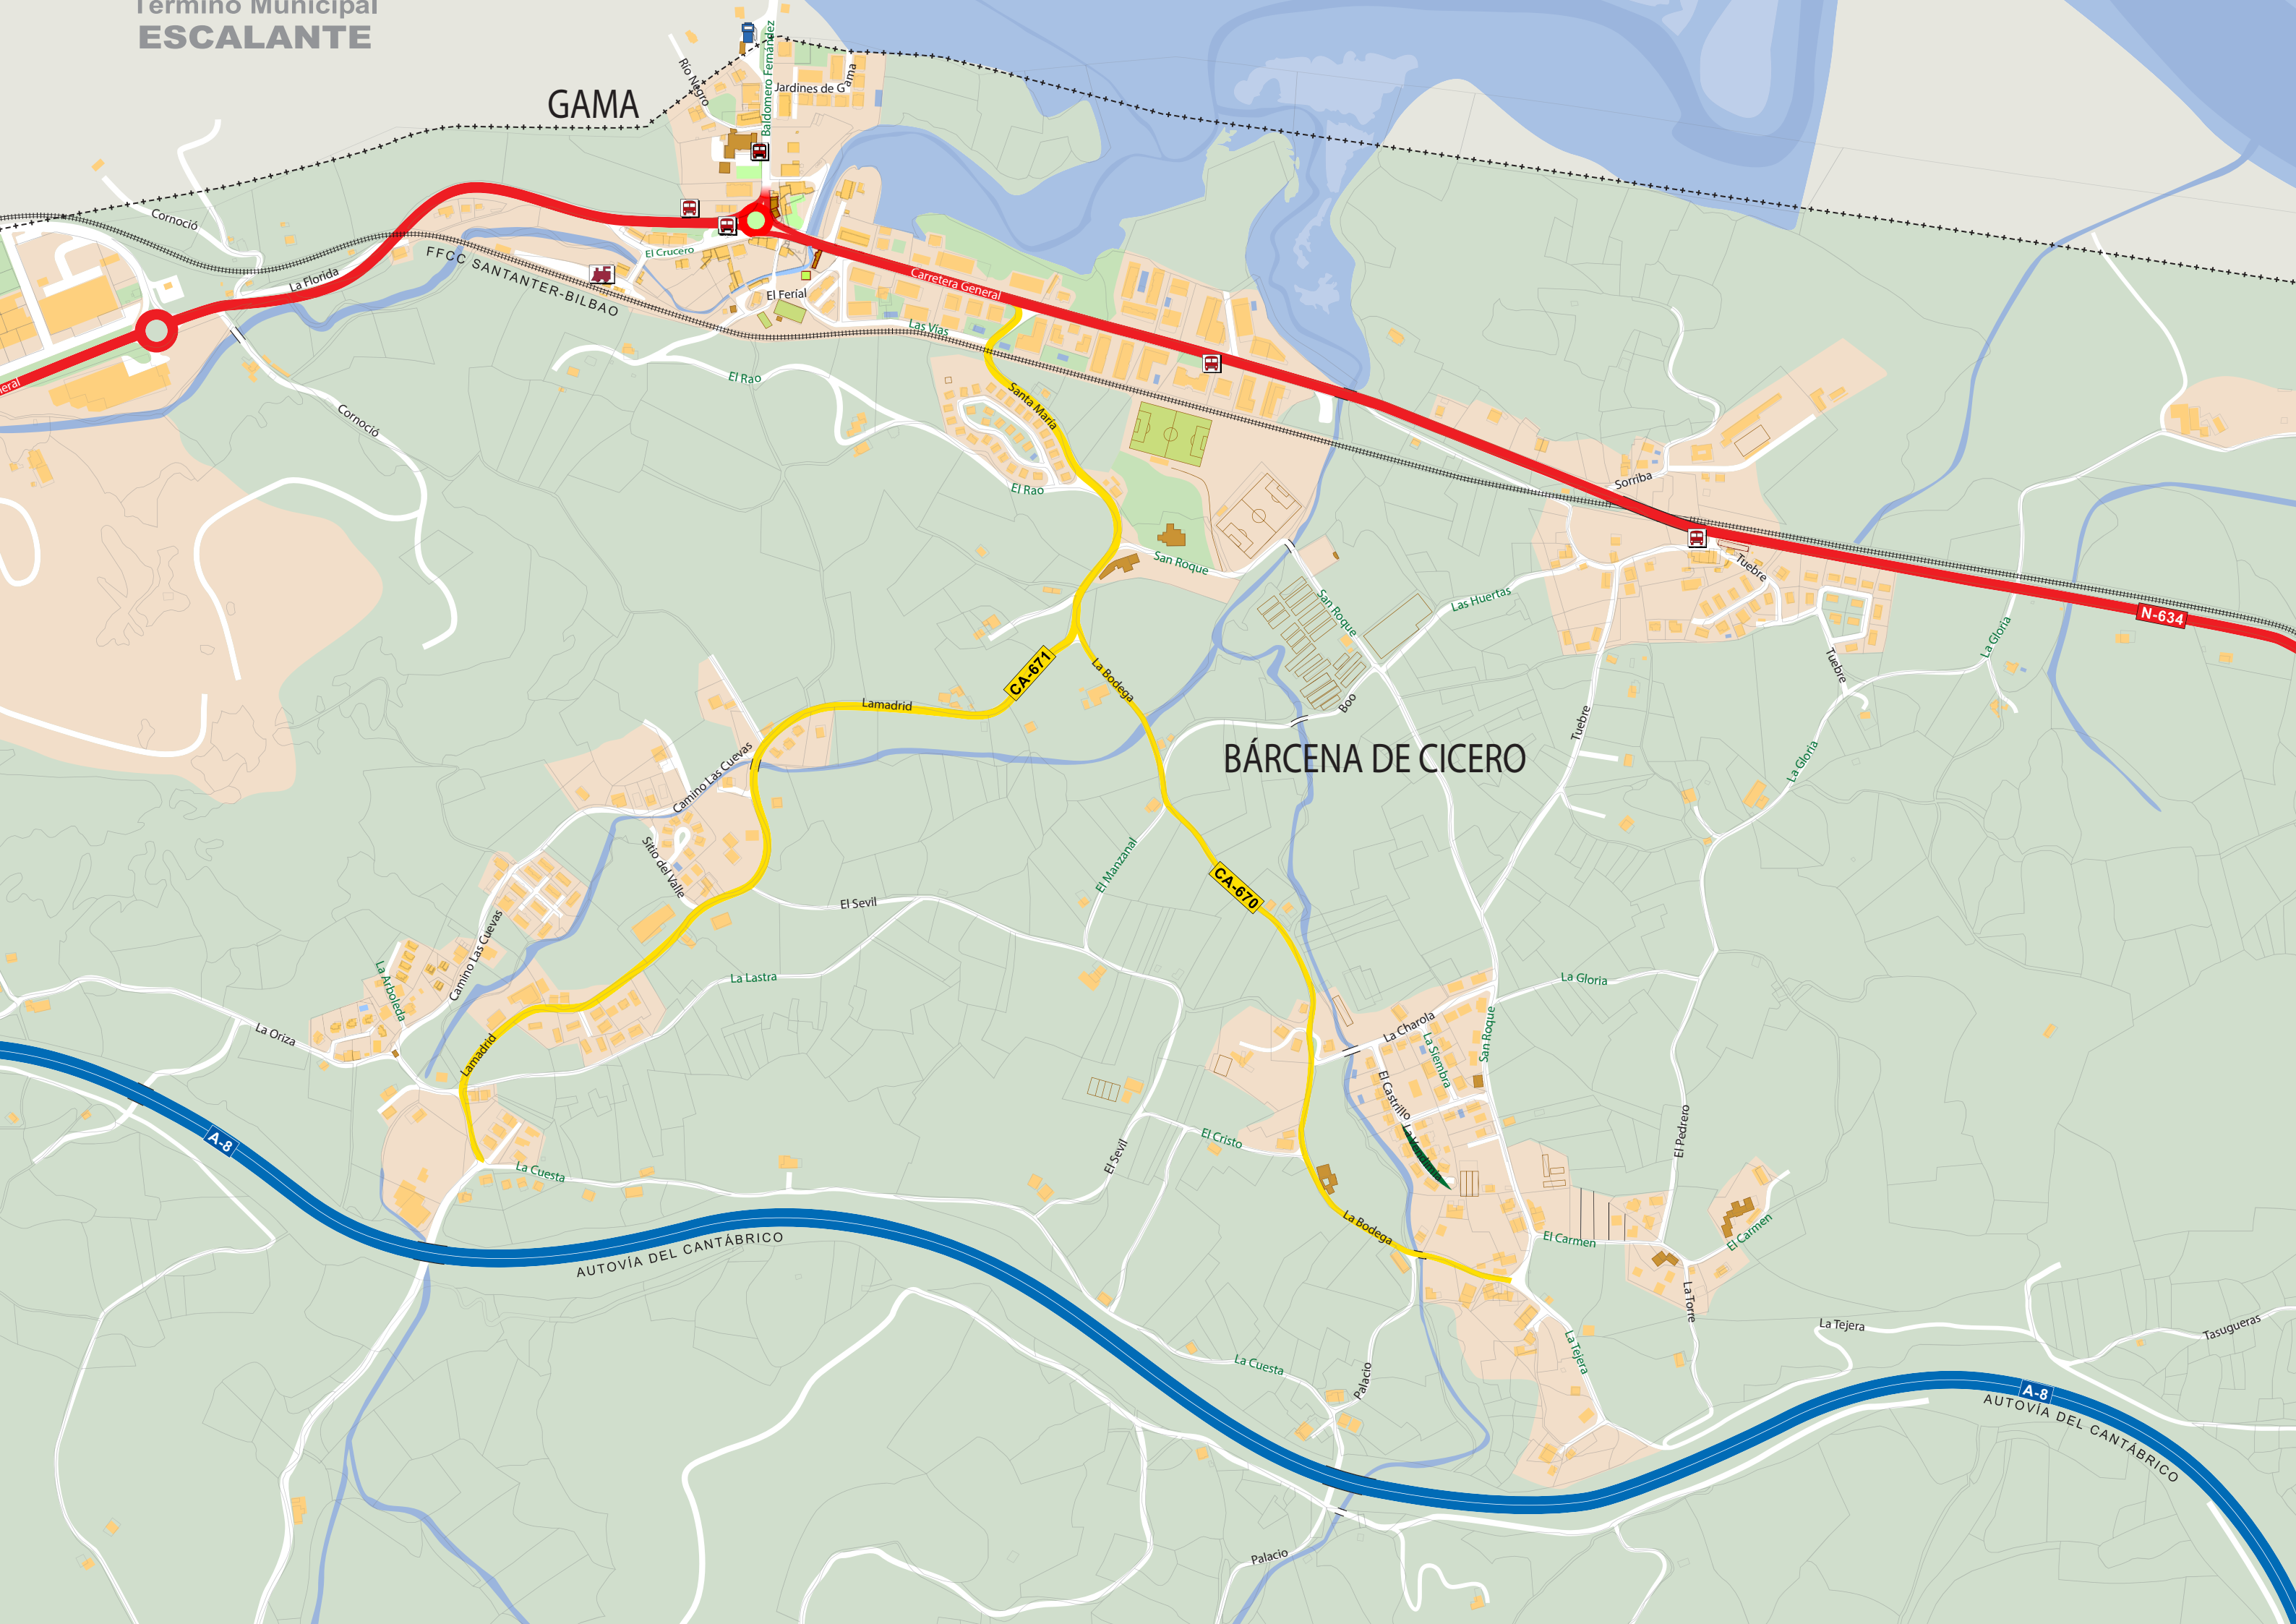 Término Municipal
ESCALANTE
GAMA
Río Negro
Baldomero Fernández
Jardines de Gama
Cornoció
La Florida
FFCC SANTANTER-BILBAO
El Crucero
El Ferial
Carretera General
Las Vías
El Rao
Santa María
Cornoció
El Rao
San Roque
Sorriba
Tuebre
Las Huertas
San Roque
N-634
La Gloria
Tuebre
CA-671
La Bodega
Lamadrid
Boo
Tuebre
BÁRCENA DE CICERO
La Gloria
Camino Las Cuevas
Sitio del Valle
El Manzanal
CA-670
El Sevil
Camino Las Cuevas
La Arboleda
La Lastra
La Gloria
La Oriza
Lamadrid
La Charola
La Siembra
San Roque
El Castrillo
A-8
El Cristo
El Sevil
El Pedrero
La Cuesta
La Bodega
El Carmen
El Carmen
AUTOVÍA DEL CANTÁBRICO
La Torre
La Tejera
La Tejera
Tasugueras
La Cuesta
Palacio
A-8
AUTOVÍA DEL CANTÁBRICO
Palacio